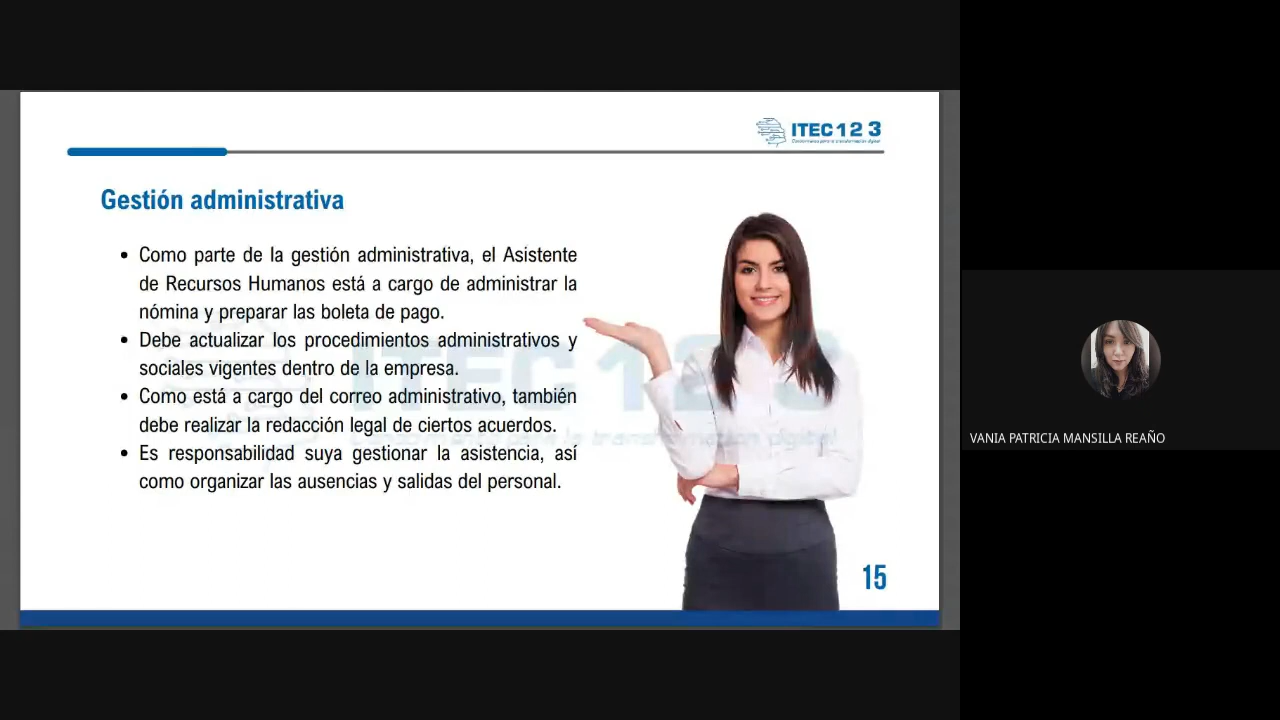 ITEC 1 2 3
Gestión administrativa
• Como parte de la gestión administrativa, el Asistente
de Recursos Humanos está a cargo de administrar la
nómina y preparar las boleta de pago.
• Debe actualizar los procedimientos administrativos y
sociales vigentes dentro de la empresa.
• Como está a cargo del correo administrativo, también
debe realizar la redacción legal de ciertos acuerdos.
• Es responsabilidad suya gestionar la asistencia, así
como organizar las ausencias y salidas del personal.
15
VANIA PATRICIA MANSILLA REAÑO